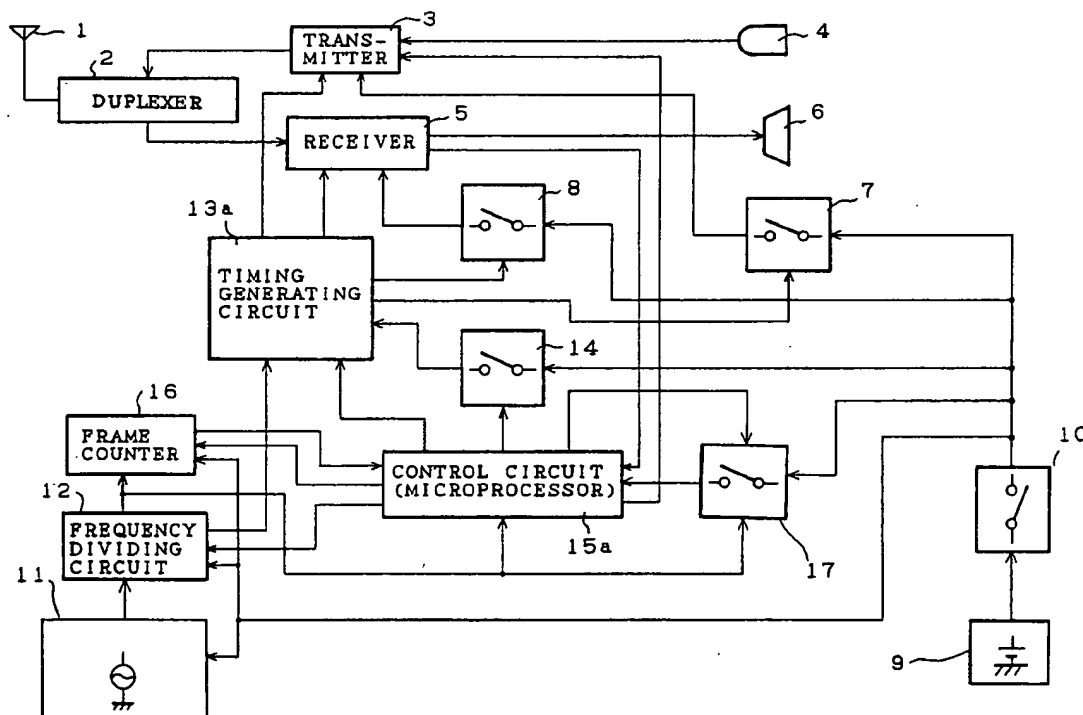 1
3
TRANS-
MITTER
4
2
DUPLEXER
5
RECEIVER
6
8
7
13a
TIMING
GENERATING
CIRCUIT
14
16
FRAME
COUNTER
CONTROL CIRCUIT
(MICROPROCESSOR)
10
12
FREQUENCY
DIVIDING
CIRCUIT
15a
17
11
9